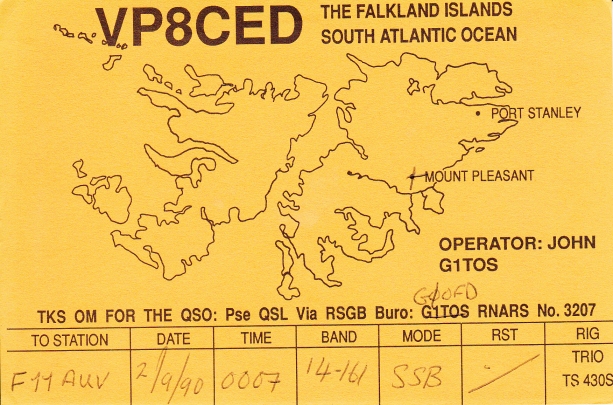 VP8CED
THE FALKLAND ISLANDS
SOUTH ATLANTIC OCEAN
PORT STANLEY
MOUNT PLEASANT
OPERATOR: JOHN
G1TOS
G0OFD
TKS OM FOR THE QSO: Pse QSL Via RSGB Buro: G1TOS RNARS No. 3207
TO STATION DATE TIME BAND MODE RST RIG
F11AUV 2/9/90 0007 14-161 SSB TRIO
TS 430S